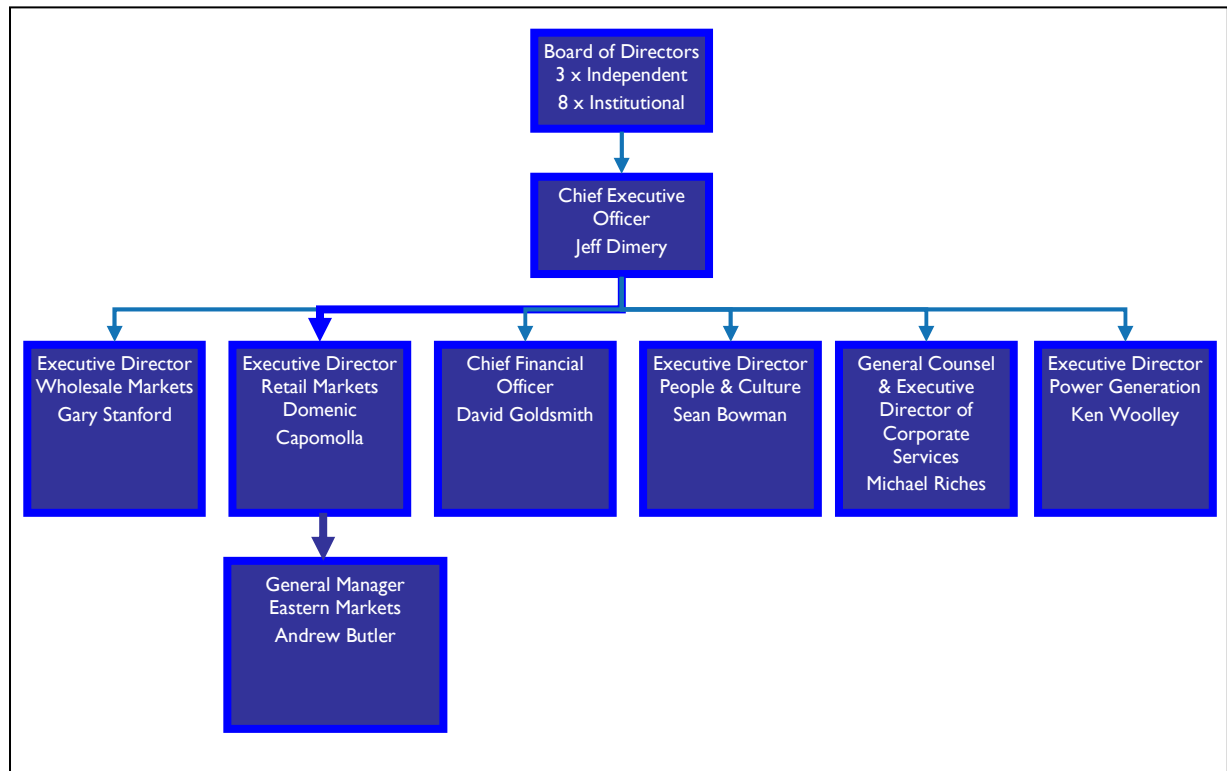 Board of Directors
3 x Independent
8 x Institutional
Chief Executive
Officer
Jeff Dimery
Executive Director
Wholesale Markets
Gary Stanford
Executive Director
Retail Markets
Domenic
Capomolla
Chief Financial
Officer
David Goldsmith
Executive Director
People & Culture
Sean Bowman
General Counsel
& Executive
Director of
Corporate
Services
Michael Riches
Executive Director
Power Generation
Ken Woolley
General Manager
Eastern Markets
Andrew Butler